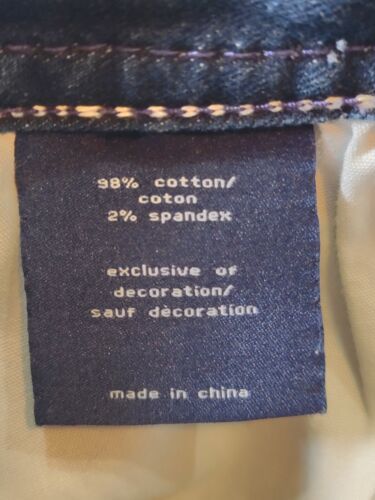 98% cotton/
coton
2% spandex
exclusive of
decoration/
sauf dècoration
made in china